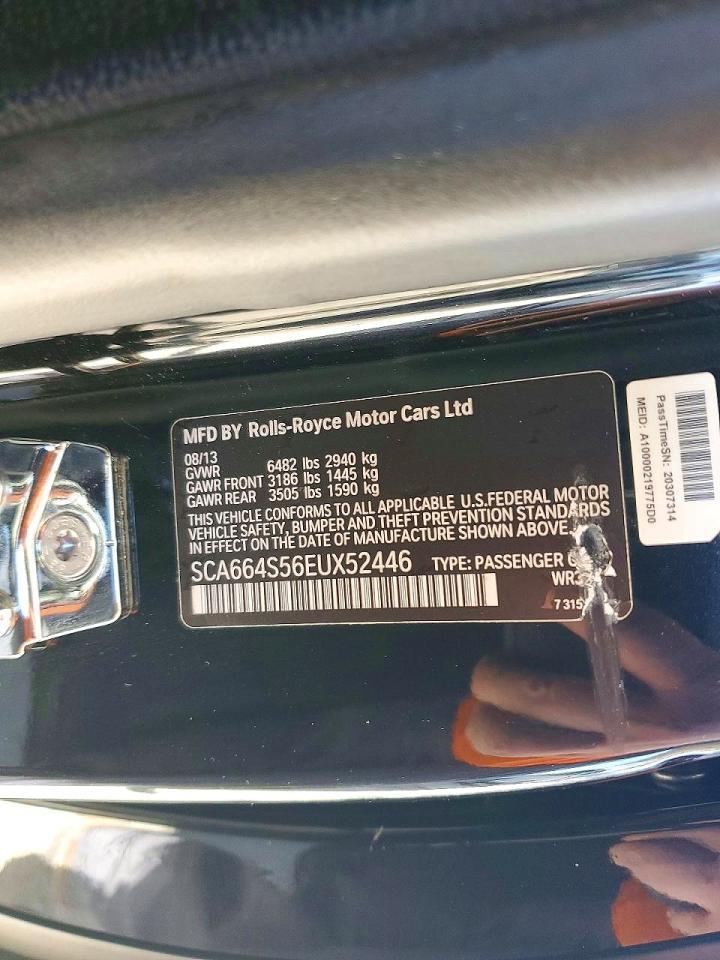 MFD BY Rolls-Royce Motor Cars Ltd
08/13
GVWR 6482 lbs 2940 kg
GAWR FRONT 3186 lbs 1445 kg
GAWR REAR 3505 lbs 1590 kg
THIS VEHICLE CONFORMS TO ALL APPLICABLE U.S.FEDERAL MOTOR
VEHICLE SAFETY, BUMPER AND THEFT PREVENTION STANDARDS
IN EFFECT ON DATE OF MANUFACTURE SHOWN ABOVE.
SCA664S56EUX52446 TYPE: PASSENGER
PassTimeSN: 20307314
MEID: A10000219775D0